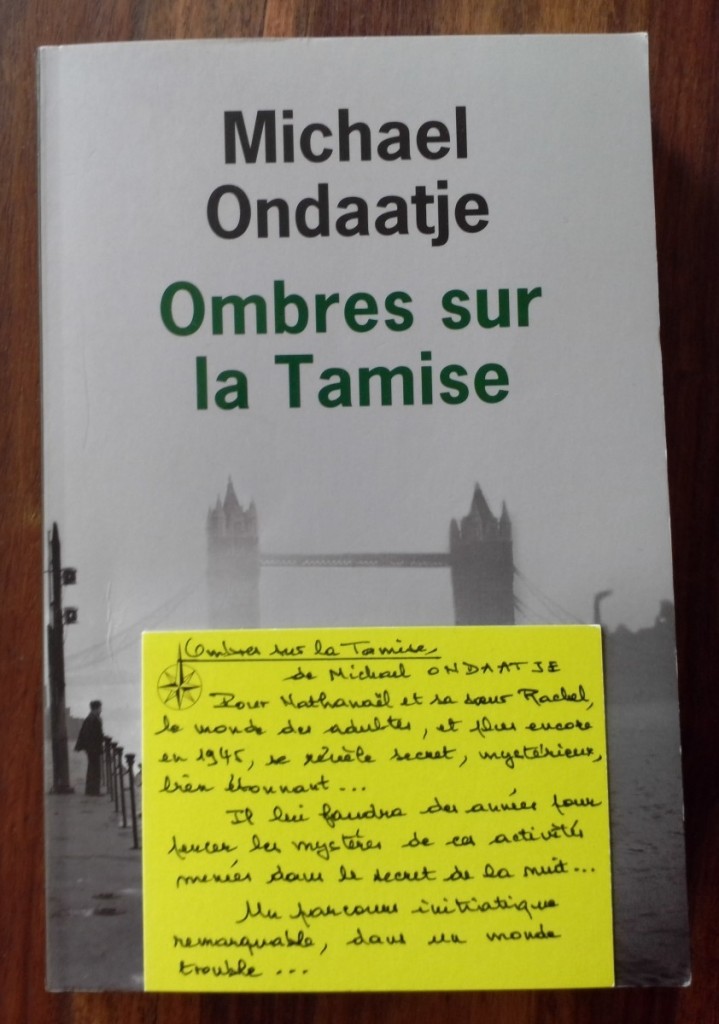 Michael
Ondaatje
Ombres sur
la Tamise
Ombres sur la Tamise
de Michael ONDAATJE
Pour Nathanaël et sa sœur Rachel,
le monde des adultes, et plus encore
en 1945, se révèle secret, mystérieux,
bien étonnant...
Il lui faudra des années pour
percer les mystères de ces activités
menées dans le secret de la nuit...
Un parcours initiatique
remarquable, dans un monde
trouble...